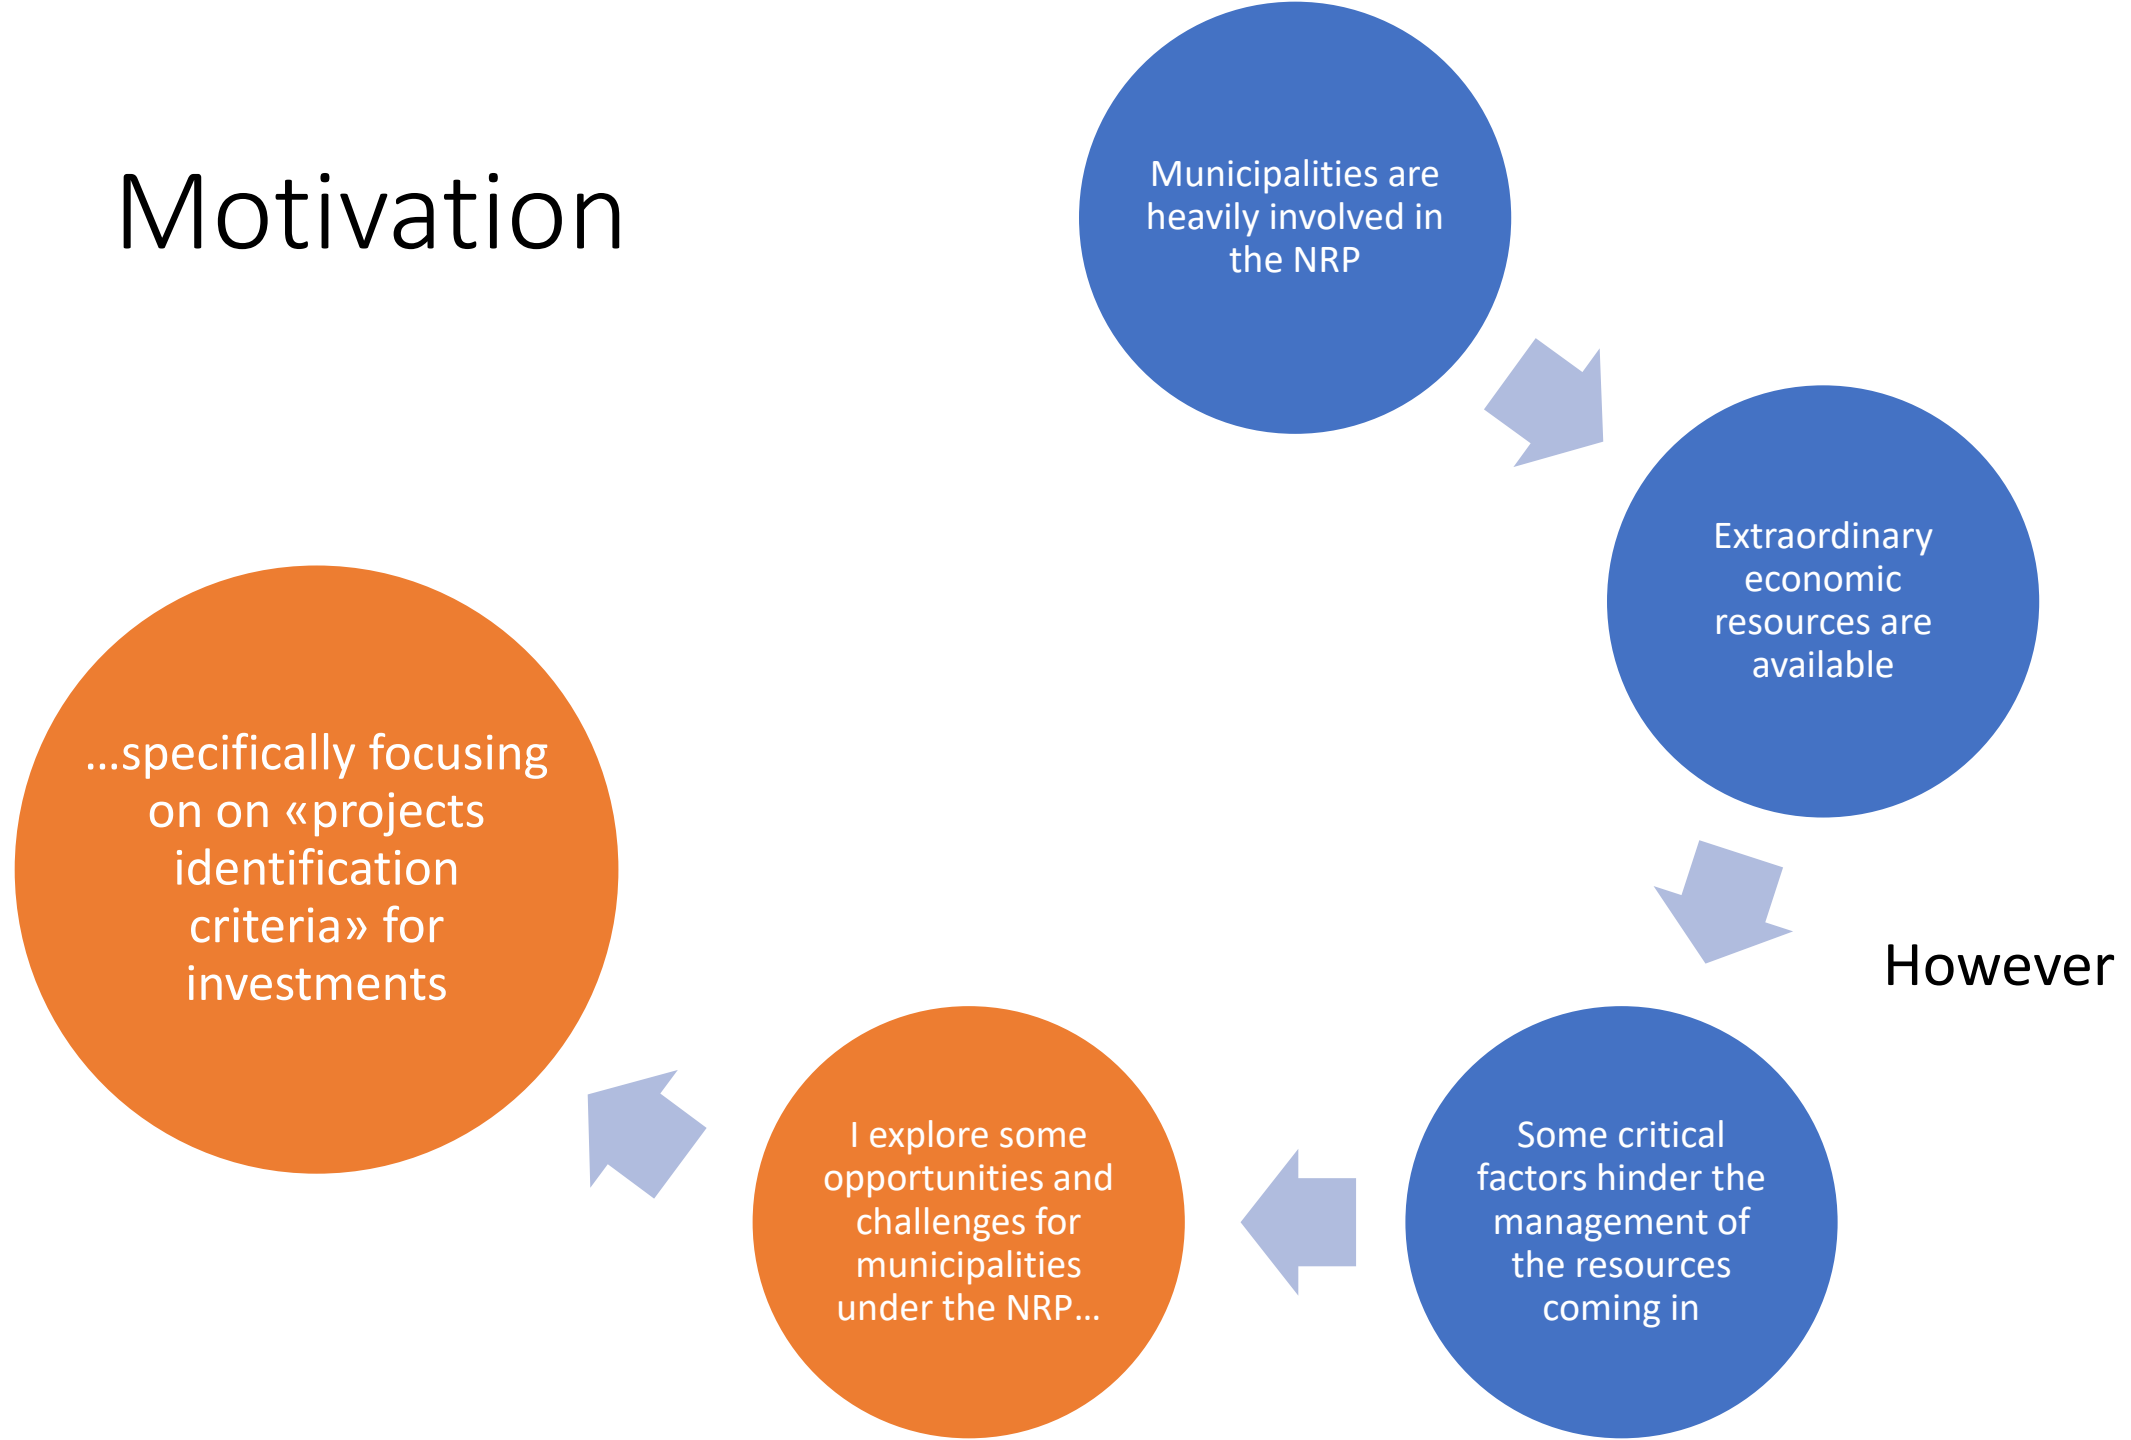 Motivation
Municipalities are
heavily involved in
the NRP
Extraordinary
economic
resources are
available
However
Some critical
factors hinder the
management of
the resources
coming in
I explore some
opportunities and
challenges for
municipalities
under the NRP...
...specifically focusing
on on «projects
identification
criteria» for
investments